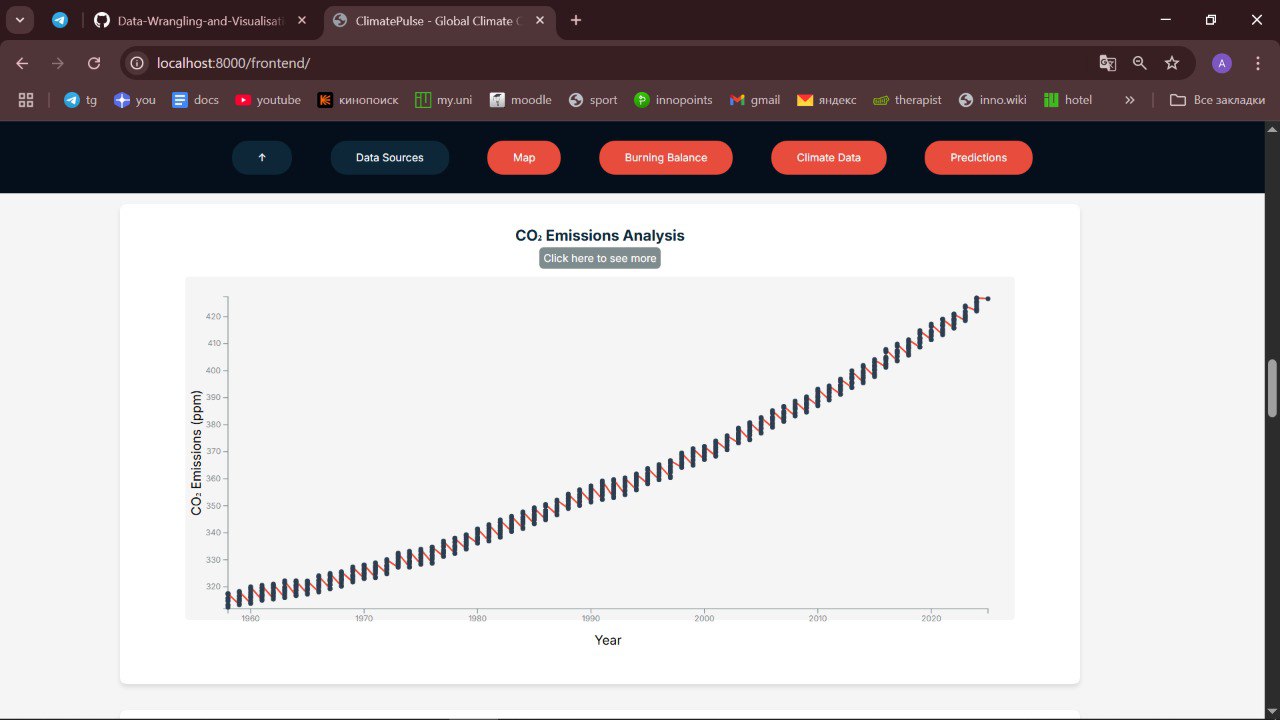 Data-Wrangling-and-Visualisati
ClimatePulse - Global Climate C
localhost:8000/frontend/
A
tg
you
docs
youtube
кинопоиск
my.uni
moodle
sport
innopoints
gmail
яндекс
therapist
inno.wiki
hotel
»
Все закладки
↑
Data Sources
Map
Burning Balance
Climate Data
Predictions
CO₂ Emissions Analysis
Click here to see more
CO₂ Emissions (ppm)
420
410
400
390
380
370
360
350
340
330
320
1960
1970
1980
1990
2000
2010
2020
Year